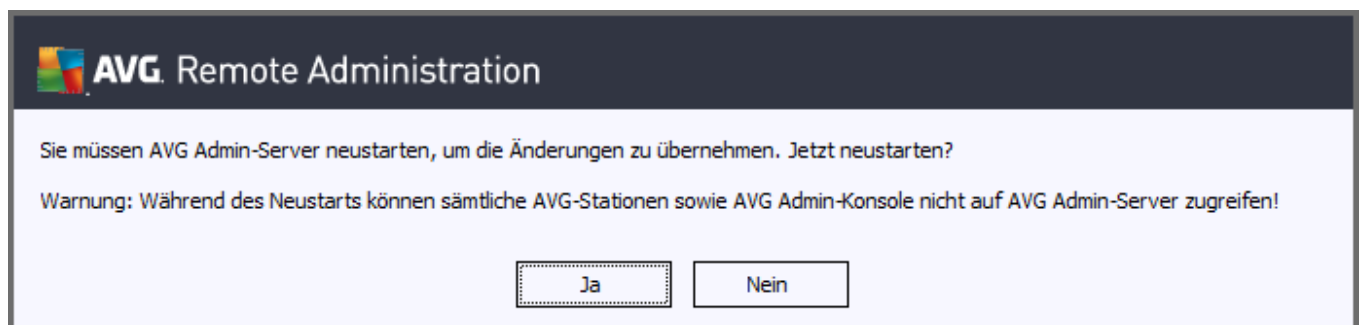 AVG. Remote Administration
Sie müssen AVG Admin-Server neustarten, um die Änderungen zu übernehmen. Jetzt neustarten?
Warnung: Während des Neustarts können sämtliche AVG-Stationen sowie AVG Admin-Konsole nicht auf AVG Admin-Server zugreifen!
Ja Nein